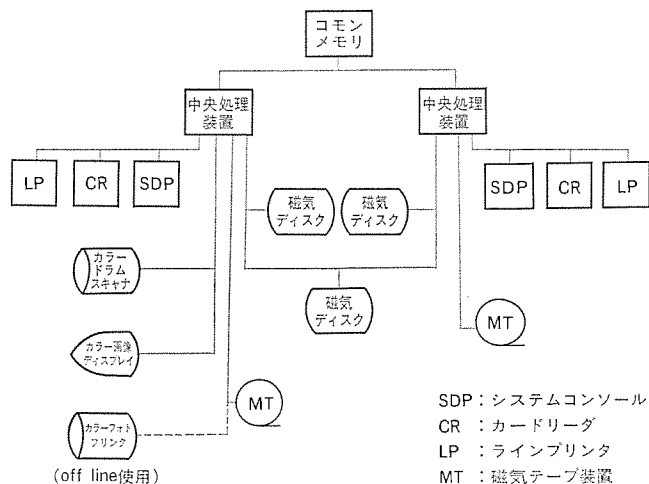 コモン
メモリ
中央処理
装置
中央処理
装置
LP
CR
SDP
SDP
CR
LP
磁気
ディスク
磁気
ディスク
カラー
ドラム
スキャナ
磁気
ディスク
MT
カラー画像
ディスプレイ
MT
カラーフォト
プリンク
(off line使用)
SDP：システムコンソール
CR：カードリーダ
LP：ラインプリンタ
MT：磁気テープ装置